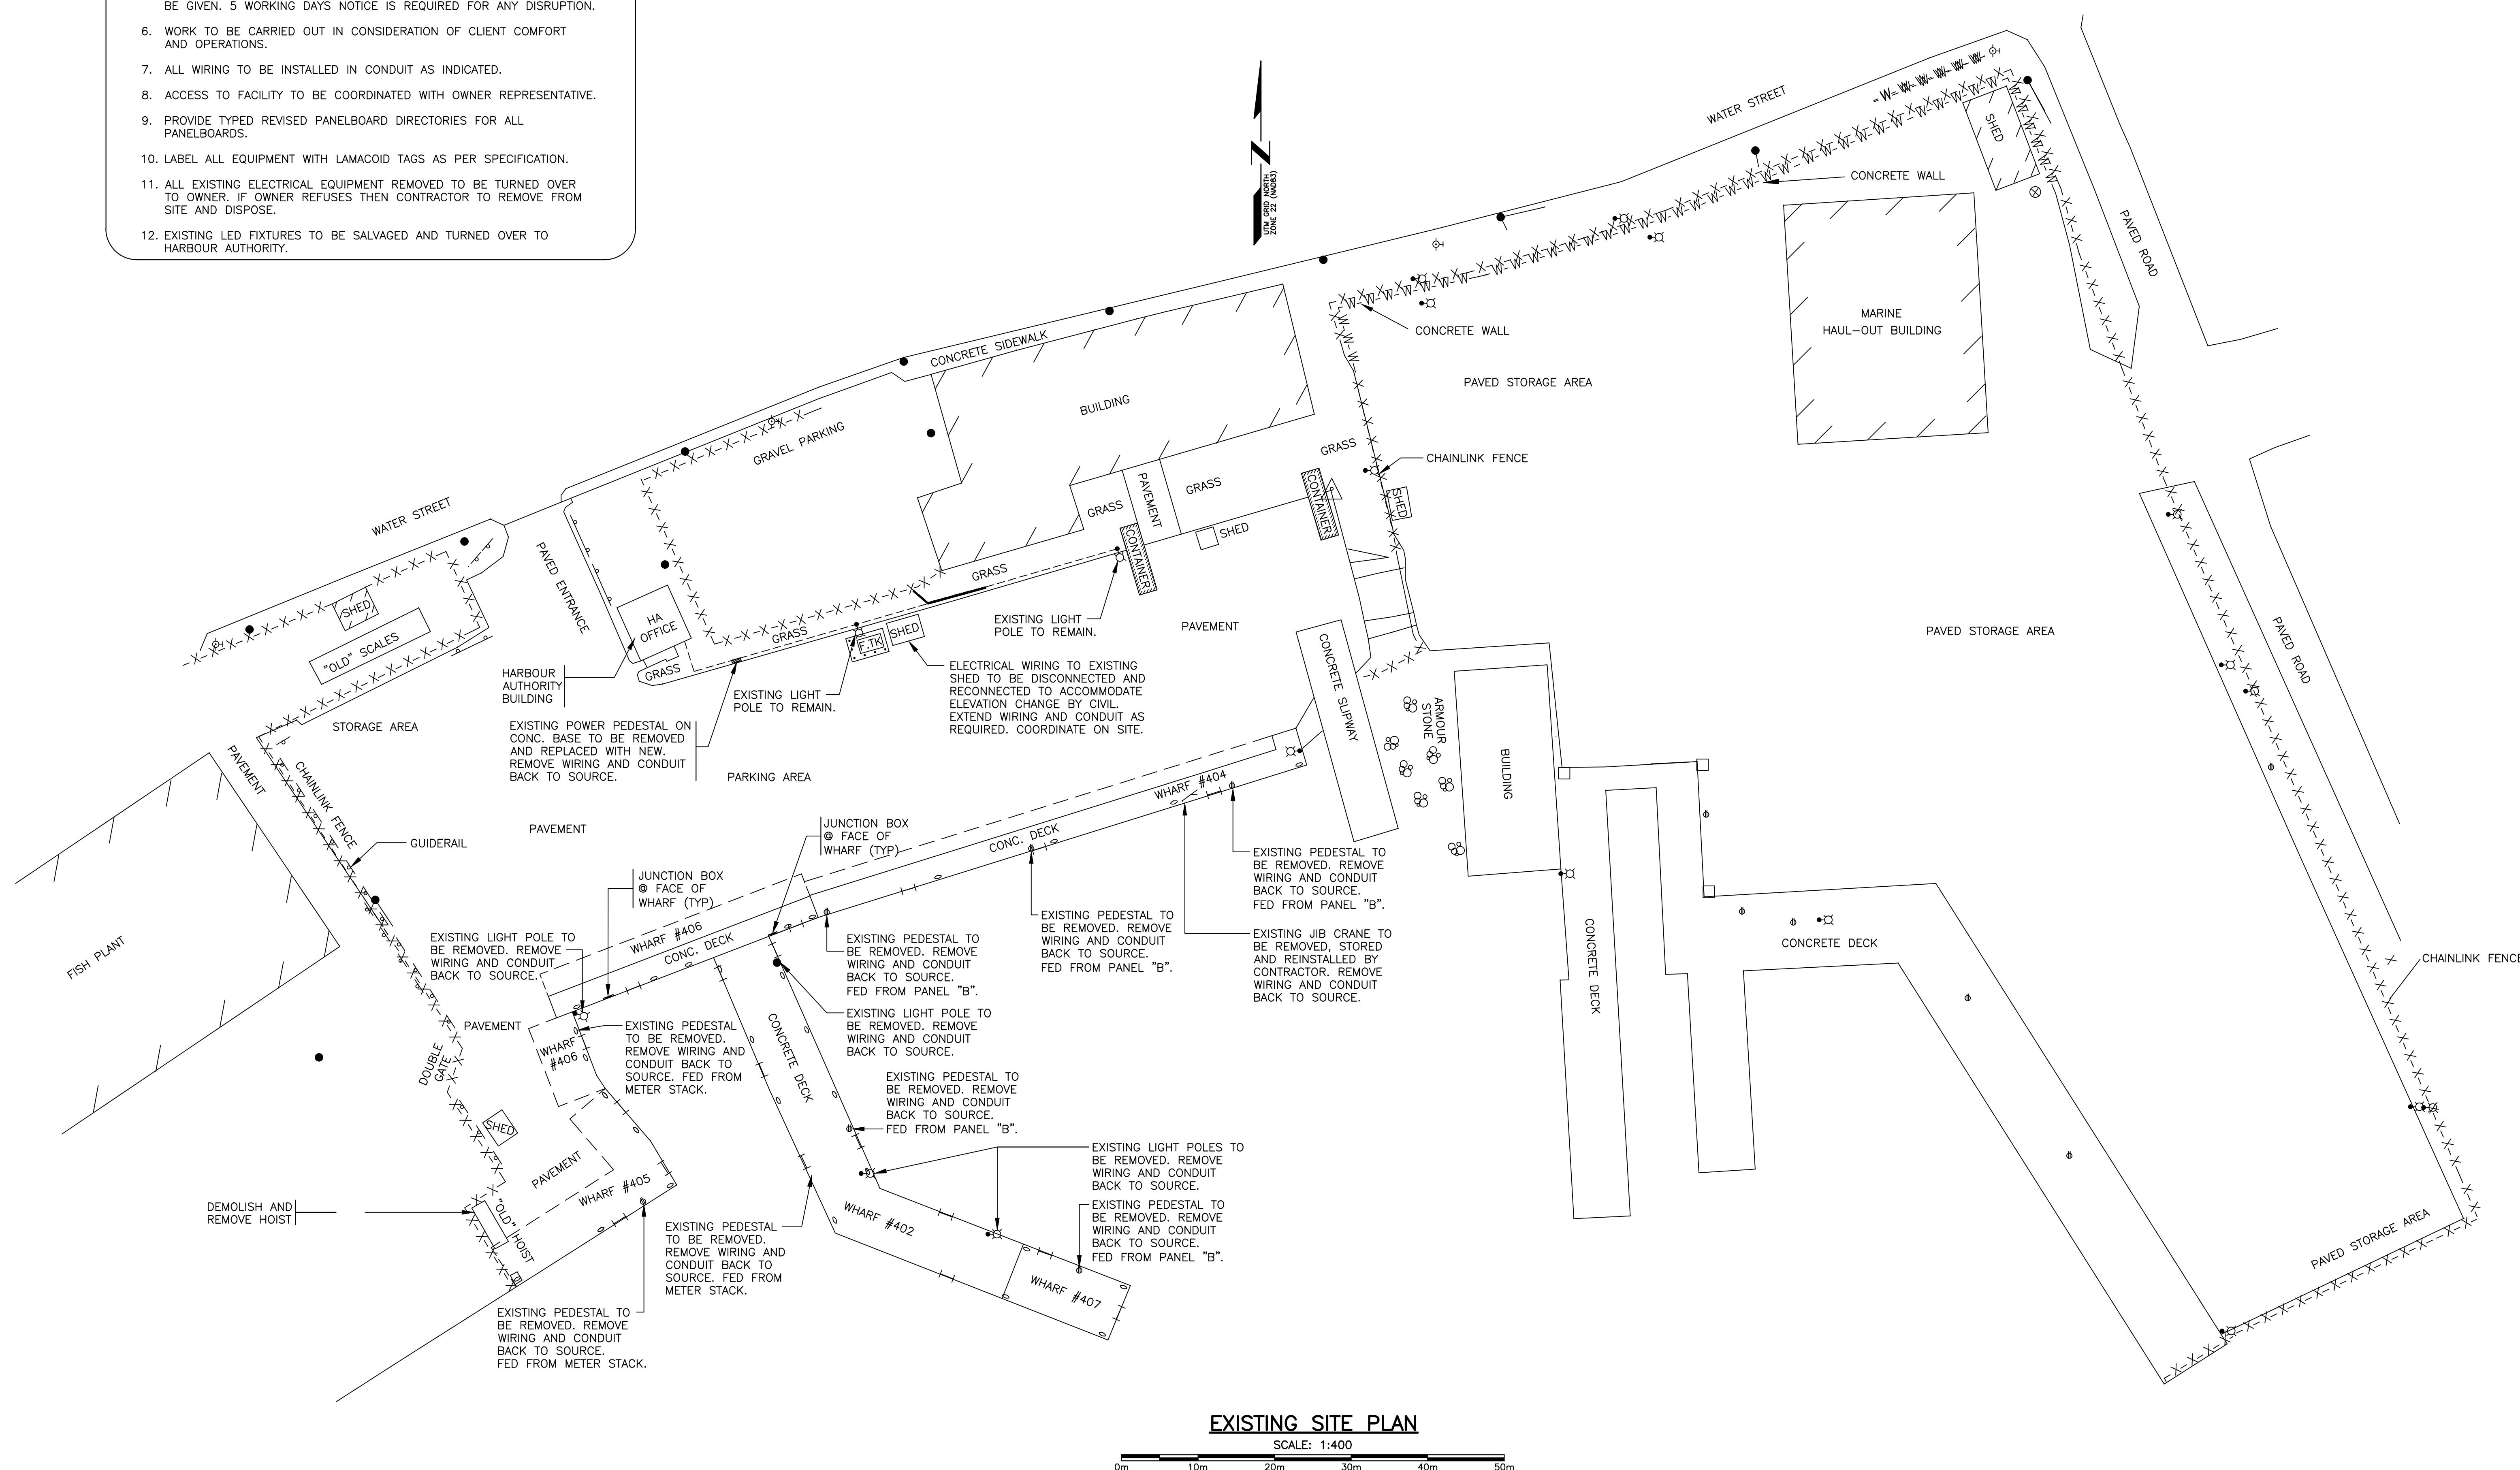 BE GIVEN. 5 WORKING DAYS NOTICE IS REQUIRED FOR ANY DISRUPTION.
6. WORK TO BE CARRIED OUT IN CONSIDERATION OF CLIENT COMFORT
AND OPERATIONS.
7. ALL WIRING TO BE INSTALLED IN CONDUIT AS INDICATED.
8. ACCESS TO FACILITY TO BE COORDINATED WITH OWNER REPRESENTATIVE.
9. PROVIDE TYPED REVISED PANELBOARD DIRECTORIES FOR ALL
PANELBOARDS.
10. LABEL ALL EQUIPMENT WITH LAMACOID TAGS AS PER SPECIFICATION.
11. ALL EXISTING ELECTRICAL EQUIPMENT REMOVED TO BE TURNED OVER
TO OWNER. IF OWNER REFUSES THEN CONTRACTOR TO REMOVE FROM
SITE AND DISPOSE.
12. EXISTING LED FIXTURES TO BE SALVAGED AND TURNED OVER TO
HARBOUR AUTHORITY.
N
UTM GRID NORTH
ZONE 22 (NAD83)
WATER STREET
SHED
CONCRETE WALL
PAVED ROAD
MARINE
HAUL-OUT BUILDING
CONCRETE WALL
CONCRETE SIDEWALK
PAVED STORAGE AREA
BUILDING
GRAVEL PARKING
GRASS
CHAINLINK FENCE
PAVEMENT
GRASS
GRASS
CONTAINER
SHED
WATER STREET
SHED
CONTAINER
PAVED ENTRANCE
GRASS
SHED
"OLD" SCALES
HA
OFFICE
GRASS
F.TK
SHED
GRASS
EXISTING LIGHT
POLE TO REMAIN.
PAVEMENT
CONCRETE SLIPWAY
PAVED STORAGE AREA
PAVED ROAD
HARBOUR
AUTHORITY
BUILDING
EXISTING LIGHT
POLE TO REMAIN.
ELECTRICAL WIRING TO EXISTING
SHED TO BE DISCONNECTED AND
RECONNECTED TO ACCOMMODATE
ELEVATION CHANGE BY CIVIL.
EXTEND WIRING AND CONDUIT AS
REQUIRED. COORDINATE ON SITE.
EXISTING POWER PEDESTAL ON
CONC. BASE TO BE REMOVED
AND REPLACED WITH NEW.
REMOVE WIRING AND CONDUIT
BACK TO SOURCE.
STORAGE AREA
PAVEMENT
CHAINLINK FENCE
PARKING AREA
ARMOUR
STONE
BUILDING
WHARF #404
CONC. DECK
PAVEMENT
GUIDERAIL
JUNCTION BOX
@ FACE OF
WHARF (TYP)
JUNCTION BOX
@ FACE OF
WHARF (TYP)
EXISTING PEDESTAL TO
BE REMOVED. REMOVE
WIRING AND CONDUIT
BACK TO SOURCE.
FED FROM PANEL "B".
EXISTING PEDESTAL TO
BE REMOVED. REMOVE
WIRING AND CONDUIT
BACK TO SOURCE.
FED FROM PANEL "B".
EXISTING JIB CRANE TO
BE REMOVED, STORED
AND REINSTALLED BY
CONTRACTOR. REMOVE
WIRING AND CONDUIT
BACK TO SOURCE.
FISH PLANT
EXISTING LIGHT POLE TO
BE REMOVED. REMOVE
WIRING AND CONDUIT
BACK TO SOURCE.
WHARF #406
CONC. DECK
EXISTING PEDESTAL TO
BE REMOVED. REMOVE
WIRING AND CONDUIT
BACK TO SOURCE.
FED FROM PANEL "B".
CONCRETE DECK
CONCRETE DECK
CHAINLINK FENCE
EXISTING LIGHT POLE TO
BE REMOVED. REMOVE
WIRING AND CONDUIT
BACK TO SOURCE.
PAVEMENT
DOUBLE
GATE
WHARF
#406
EXISTING PEDESTAL
TO BE REMOVED.
REMOVE WIRING AND
CONDUIT BACK TO
SOURCE. FED FROM
METER STACK.
CONCRETE DECK
EXISTING PEDESTAL TO
BE REMOVED. REMOVE
WIRING AND CONDUIT
BACK TO SOURCE.
FED FROM PANEL "B".
SHED
PAVEMENT
WHARF #405
EXISTING LIGHT POLES TO
BE REMOVED. REMOVE
WIRING AND CONDUIT
BACK TO SOURCE.
DEMOLISH AND
REMOVE HOIST
"OLD" HOIST
EXISTING PEDESTAL
TO BE REMOVED.
REMOVE WIRING AND
CONDUIT BACK TO
SOURCE. FED FROM
METER STACK.
WHARF #402
EXISTING PEDESTAL TO
BE REMOVED. REMOVE
WIRING AND CONDUIT
BACK TO SOURCE.
FED FROM PANEL "B".
WHARF #407
PAVED STORAGE AREA
EXISTING PEDESTAL TO
BE REMOVED. REMOVE
WIRING AND CONDUIT
BACK TO SOURCE.
FED FROM METER STACK.
EXISTING SITE PLAN
SCALE: 1:400
0m 10m 20m 30m 40m 50m